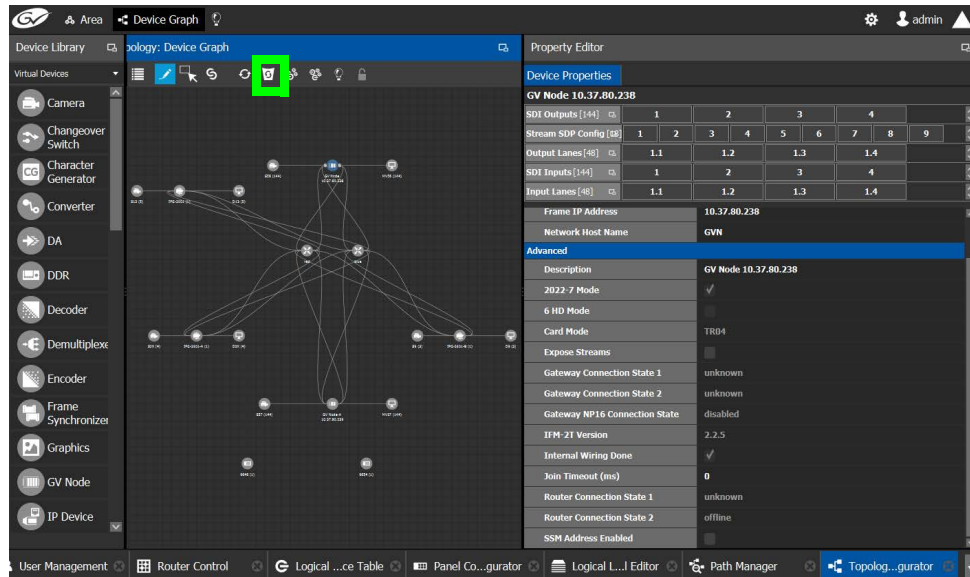 GV Area Device Graph admin
Device Library
pology: Device Graph
Property Editor
Virtual Devices
Camera
Changeover
Switch
Character
Generator
CG
Converter
DA
DDR
Decoder
Demultiplexe
Encoder
Frame
Synchronizer
Graphics
GV Node
IP Device
Device Properties
GV Node 10.37.80.238
SDI Outputs [144] 1 2 3 4
Stream SDP Config 1 2 3 4 5 6 7 8 9
Output Lanes [48] 1.1 1.2 1.3 1.4
SDI Inputs [144] 1 2 3 4
Input Lanes [48] 1.1 1.2 1.3 1.4
Frame IP Address 10.37.80.238
Network Host Name GVN
Advanced
Description GV Node 10.37.80.238
2022-7 Mode
6 HD Mode
Card Mode TR04
Expose Streams
Gateway Connection State 1 unknown
Gateway Connection State 2 unknown
Gateway NP16 Connection State disabled
IFM-2T Version 2.2.5
Internal Wiring Done
Join Timeout (ms) 0
Router Connection State 1 unknown
Router Connection State 2 offline
SSM Address Enabled
User Management Router Control Logical ...ce Table Panel Co...gurator Logical L...l Editor Path Manager Topolog...gurator